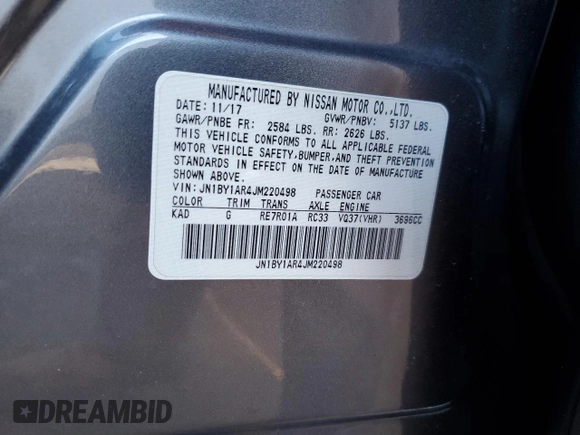 MANUFACTURED BY NISSAN MOTOR CO.,LTD.
DATE: 11/17 GVWR/PNBV: 5137 LBS.
GAWR/PNBE FR: 2584 LBS. RR: 2626 LBS.
THIS VEHICLE CONFORMS TO ALL APPLICABLE FEDERAL
MOTOR VEHICLE SAFETY,BUMPER,AND THEFT PREVENTION
STANDARDS IN EFFECT ON THE DATE OF MANUFACTURE
SHOWN ABOVE.
VIN: JN1BY1AR4JM220498 PASSENGER CAR
COLOR TRIM TRANS AXLE ENGINE
KAD G RE7R01A RC33 VQ37(VHR) 3696CC
JN1BY1AR4JM220498
DREAMBID